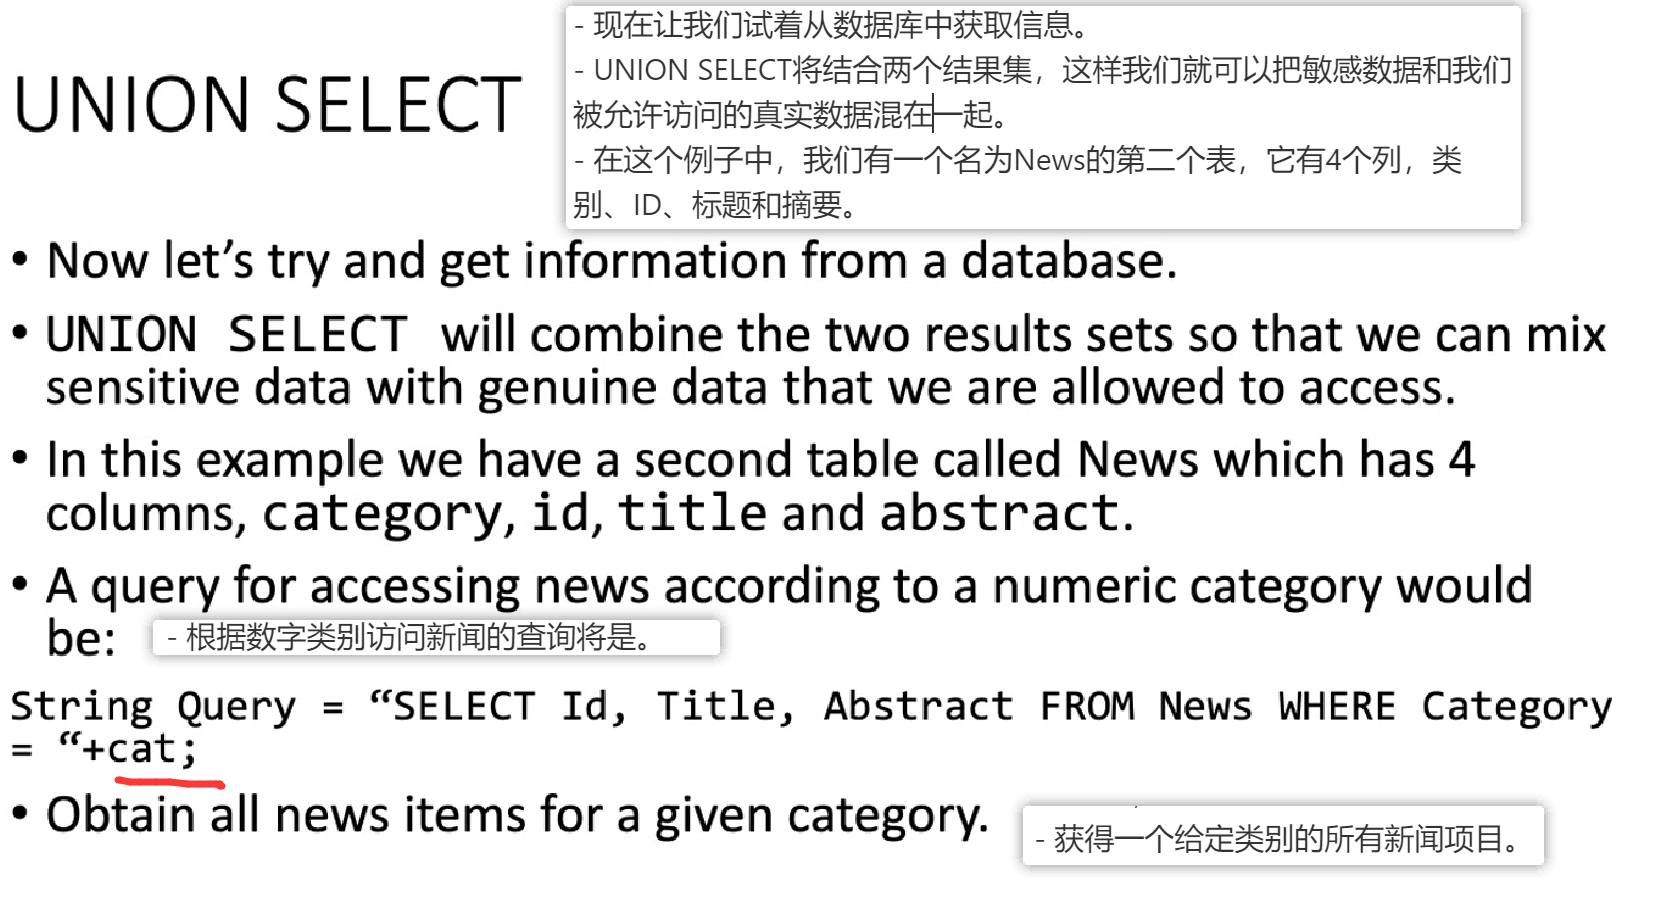 - 现在让我们试着从数据库中获取信息。
- UNION SELECT将结合两个结果集，这样我们就可以把敏感数据和我们
被允许访问的真实数据混在一起。
- 在这个例子中，我们有一个名为News的第二个表，它有4个列，类
别、ID、标题和摘要。
UNION SELECT
• Now let’s try and get information from a database.
• UNION SELECT will combine the two results sets so that we can mix
sensitive data with genuine data that we are allowed to access.
• In this example we have a second table called News which has 4
columns, category, id, title and abstract.
• A query for accessing news according to a numeric category would
be:
- 根据数字类别访问新闻的查询将是。
String Query = “SELECT Id, Title, Abstract FROM News WHERE Category
= “+cat;
• Obtain all news items for a given category.
- 获得一个给定类别的所有新闻项目。